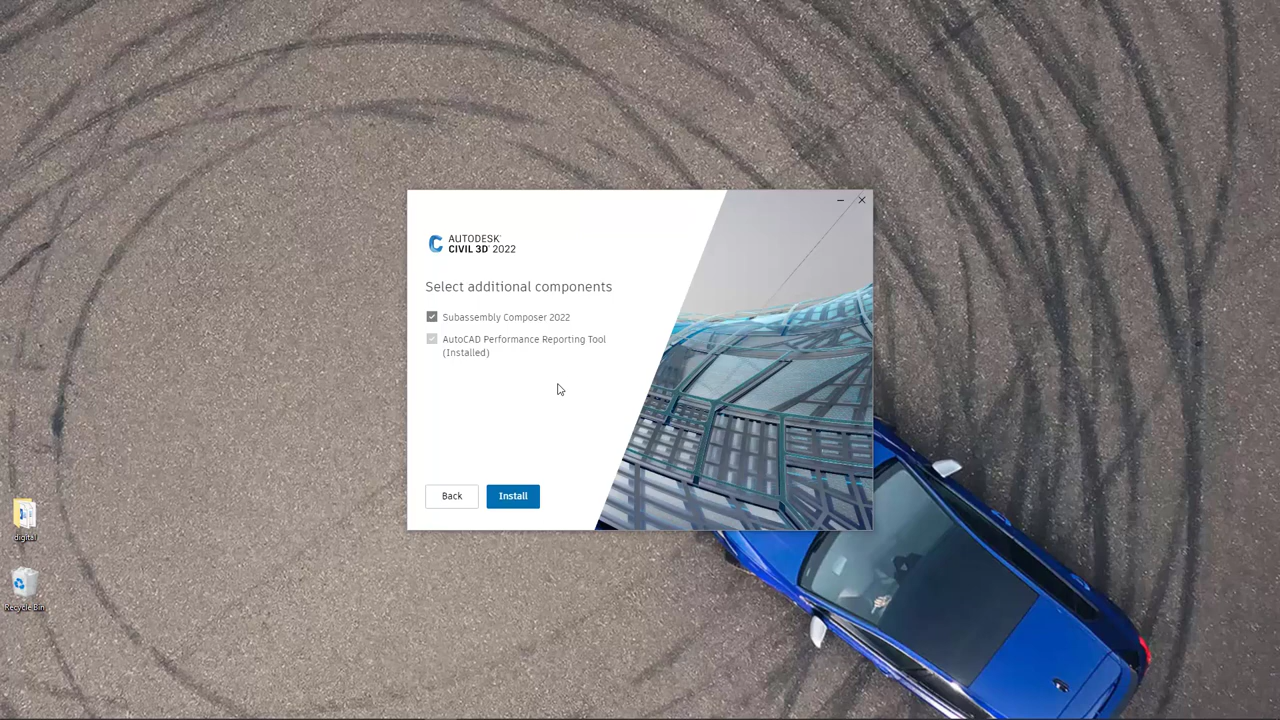 AUTODESK
CIVIL 3D 2022
Select additional components
Subassembly Composer 2022
AutoCAD Performance Reporting Tool
(Installed)
Back
Install
digital
Recycle Bin